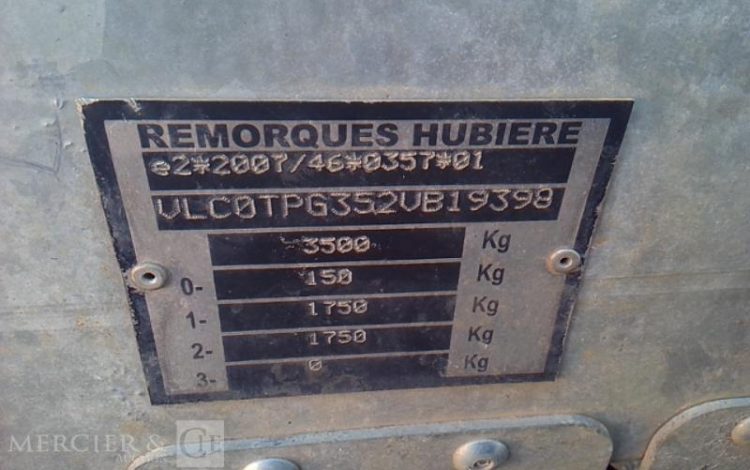 REMORQUES HUBIERE
e2*2007/46*0357*01
VLC0TPG352VB19398
3500 Kg
0- 150 Kg
1- 1750 Kg
2- 1750 Kg
3- 0 Kg
MERCIER & CIE